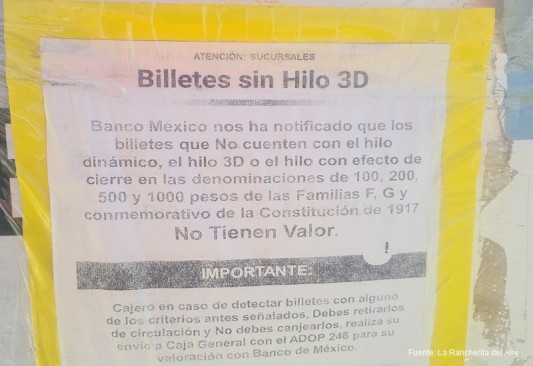 ATENCIÓN: SUCURSALES
Billetes sin Hilo 3D
Banco México nos ha notificado que los
billetes que No cuenten con el hilo
dinámico, el hilo 3D o el hilo con efecto de
cierre en las denominaciones de 100, 200,
500 y 1000 pesos de las Familias F, G y
conmemorativo de la Constitución de 1917
No Tienen Valor.
!
IMPORTANTE:
Cajero en caso de detectar billetes con alguno
de los criterios antes señalados, Debes retirarlos
de circulación y No debes canjearlos, realiza su
envío a Caja General con el ADOP 246 para su
valoración con Banco de México.
Fuente: La Rancherita del Aire